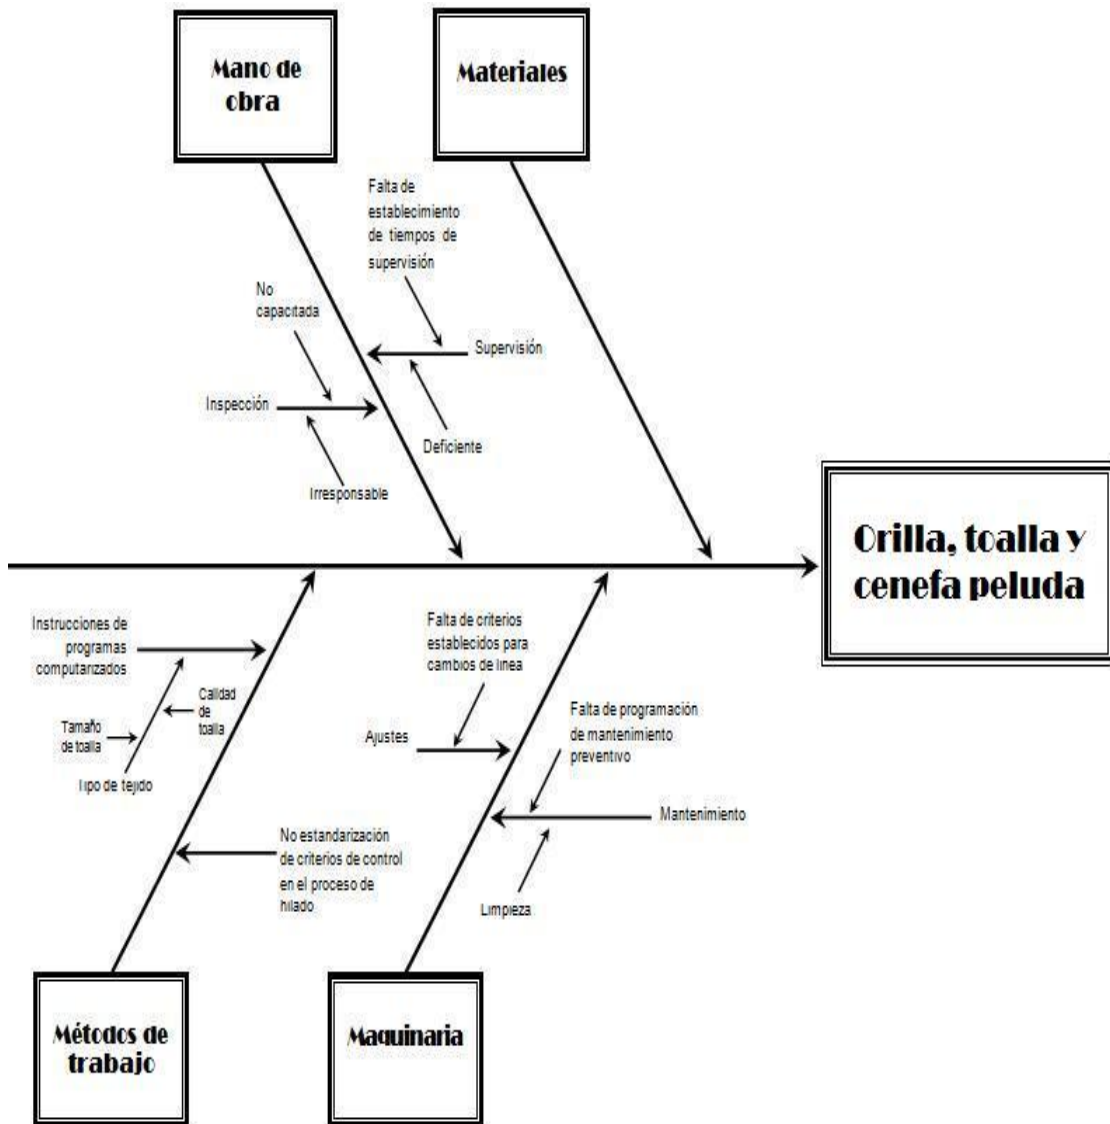 Mano de
obra
Materiales
Falta de
establecimiento
de tiempos de
supervisión
No
capacitada
Supervisión
Inspección
Deficiente
Irresponsable
Orilla, toalla y
cenefa peluda
Instrucciones de
programas
computarizados
Calidad
de
toalla
Tamaño
de toalla
Tipo de tejido
Falta de criterios
establecidos para
cambios de línea
Ajustes
Falta de programación
de mantenimiento
preventivo
Mantenimiento
Limpieza
No estandarización
de criterios de control
en el proceso de
hilado
Métodos de
trabajo
Maquinaria